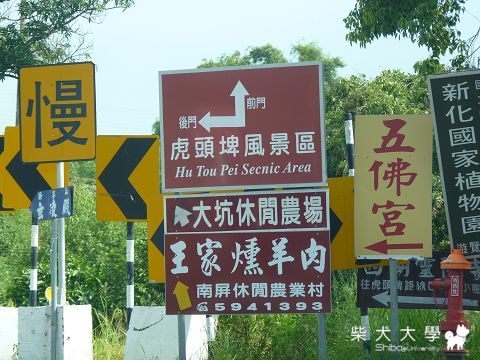 慢
前門
後門
虎頭埤風景區
Hu Tou Pei Secnic Area
大坑休閒農場
王家燻羊肉
南屏休閒農業村
5941393
五佛宮
新化國家植物園
柴犬大學
Shiba University